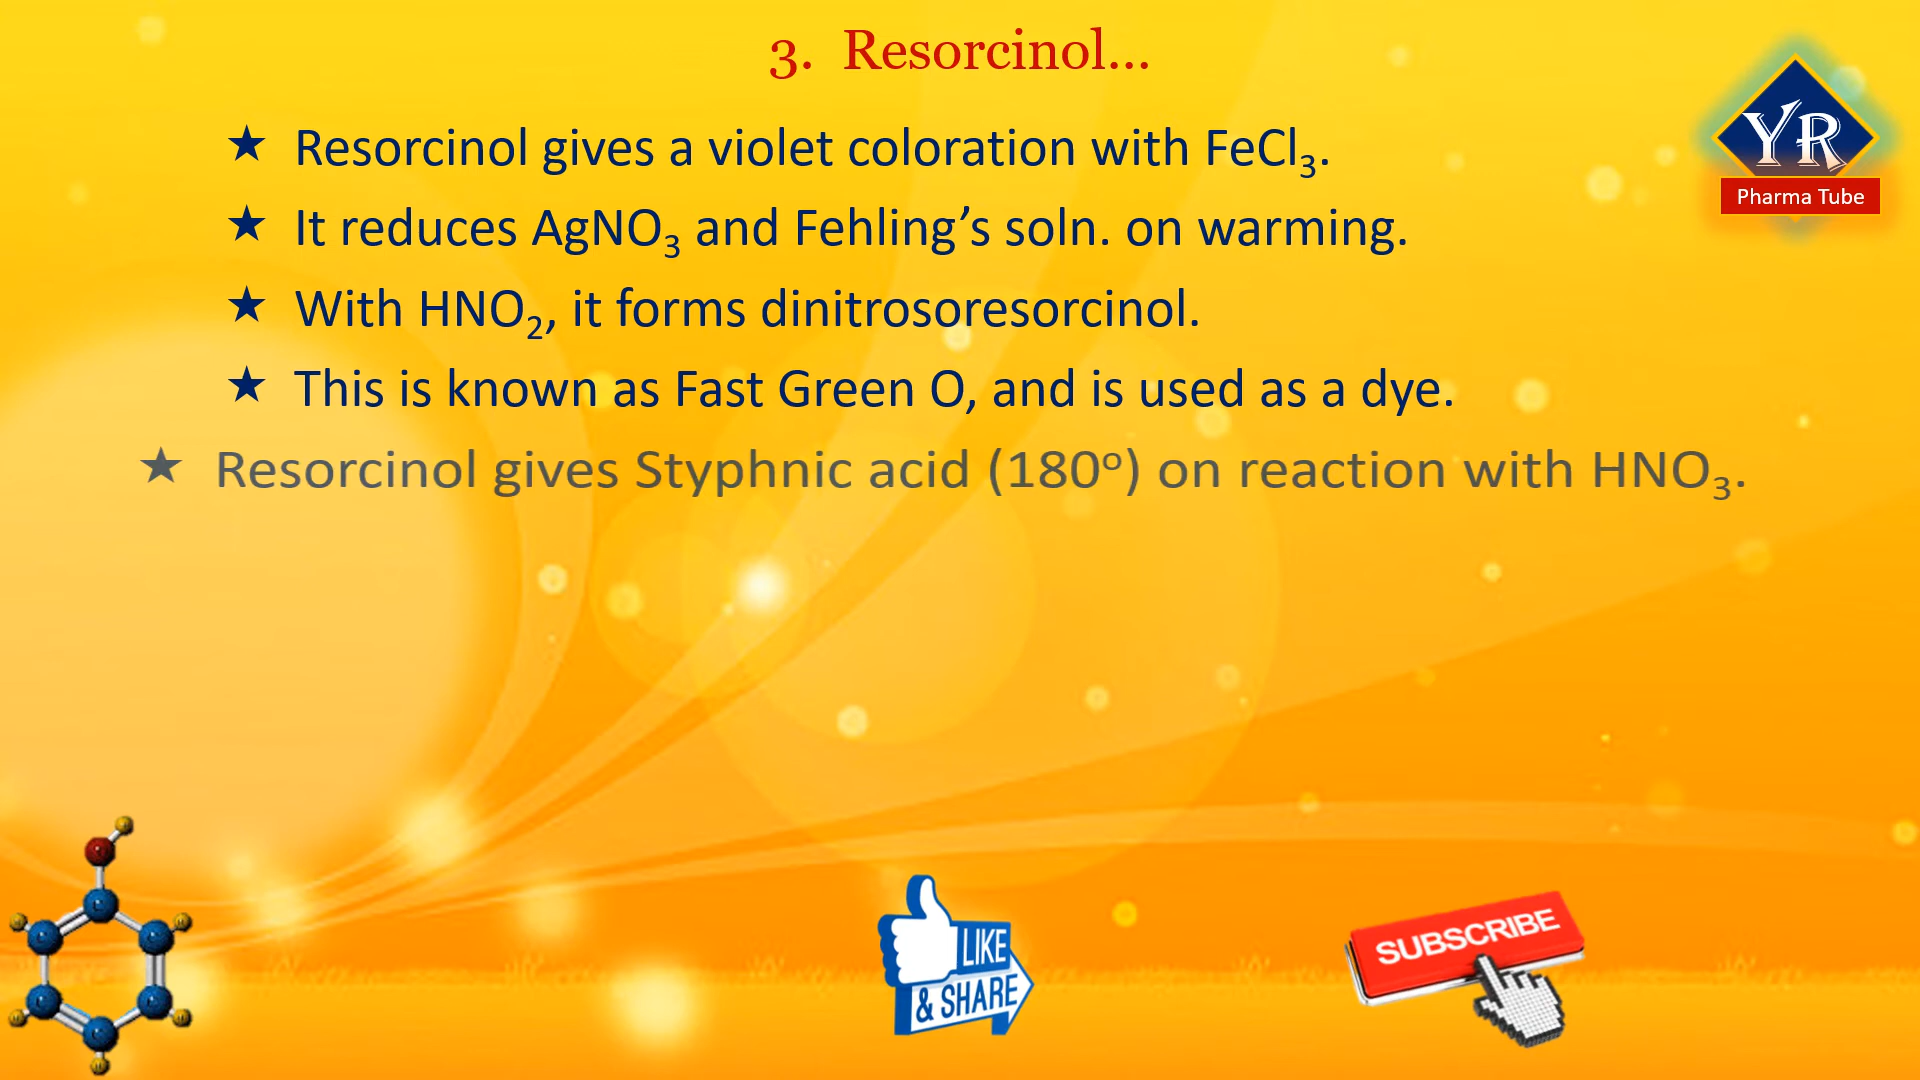 3. Resorcinol...
YR
Pharma Tube
★ Resorcinol gives a violet coloration with FeCl₃.
★ It reduces AgNO₃ and Fehling’s soln. on warming.
★ With HNO₂, it forms dinitrosoresorcinol.
★ This is known as Fast Green O, and is used as a dye.
★ Resorcinol gives Styphnic acid (180º) on reaction with HNO₃.
LIKE
& SHARE
SUBSCRIBE